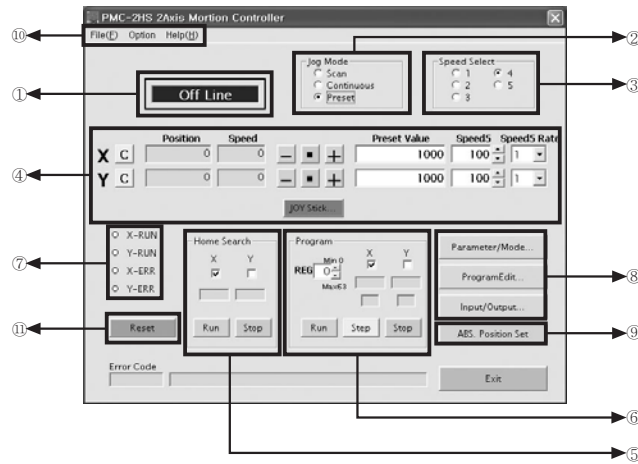 PMC-2HS 2Axis Mortion Controller
⑩ File(F) Option Help(H)
②
Jog Mode
Scan
Continuous
Preset
Speed Select
1 4
2 5
3
③
① Off Line
Position Speed Preset Value Speed5 Speed5 Rate
④ X C 0 0 1000 100 1
Y C 0 0 1000 100 1
JOY Stick...
⑦ X-RUN
Y-RUN
X-ERR
Y-ERR
Home Search
X Y
Run Stop
Program
REG Min 0 0 Max63
X Y
Run Step Stop
Parameter/Mode...
ProgramEdit...
Input/Output...
⑧
ABS. Position Set ⑨
⑪ Reset
Error Code
Exit
⑥
⑤